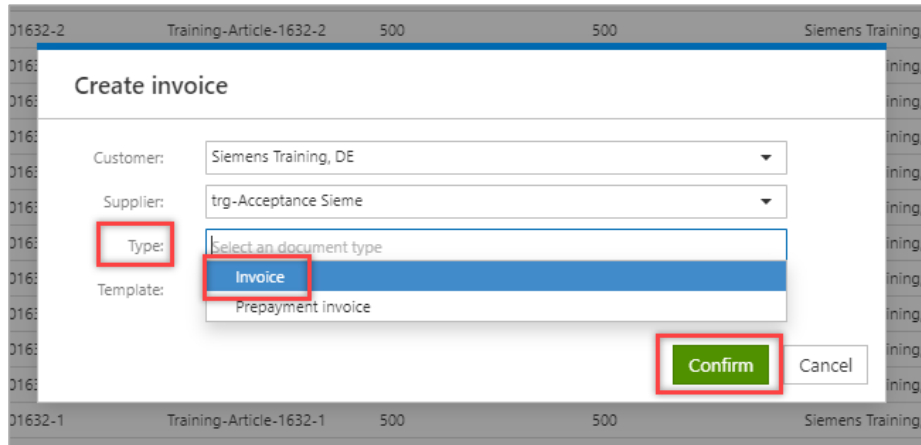 01632-2 Training-Article-1632-2 500 500 Siemens Training,
Create invoice
Customer: Siemens Training, DE
Supplier: trg-Acceptance Sieme
Type: Select an document type
Invoice
Template:
Prepayment invoice
Confirm Cancel
01632-1 Training-Article-1632-1 500 500 Siemens Training,